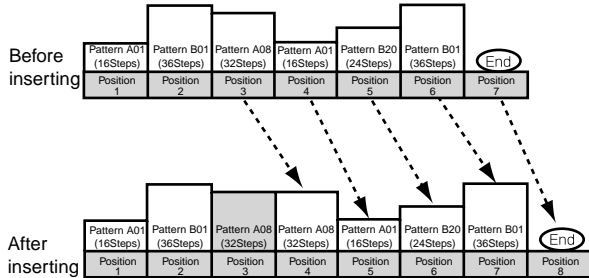 Before
inserting
Pattern A01
(16Steps)
Pattern B01
(36Steps)
Pattern A08
(32Steps)
Pattern A01
(16Steps)
Pattern B20
(24Steps)
Pattern B01
(36Steps)
End
Position
1
Position
2
Position
3
Position
4
Position
5
Position
6
Position
7
After
inserting
Pattern A01
(16Steps)
Pattern B01
(36Steps)
Pattern A08
(32Steps)
Pattern A08
(32Steps)
Pattern A01
(16Steps)
Pattern B20
(24Steps)
Pattern B01
(36Steps)
End
Position
1
Position
2
Position
3
Position
4
Position
5
Position
6
Position
7
Position
8